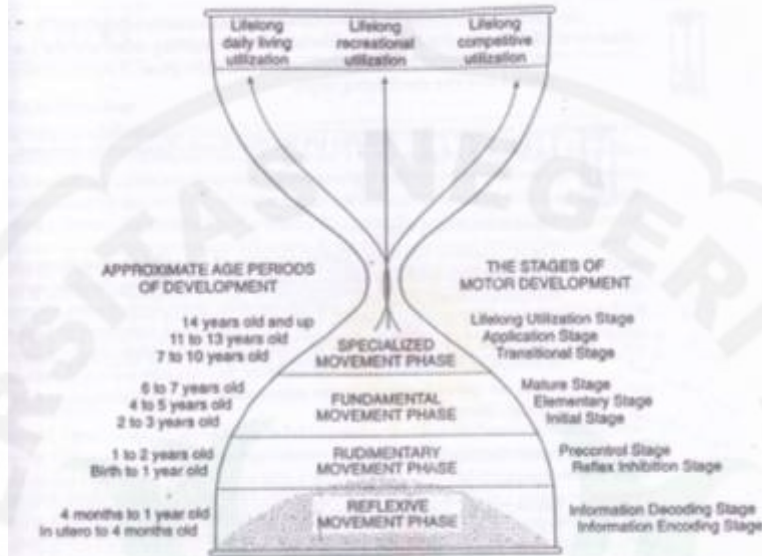 Lifelong daily living utilization
Lifelong recreational utilization
Lifelong competitive utilization
APPROXIMATE AGE PERIODS
OF DEVELOPMENT
THE STAGES OF
MOTOR DEVELOPMENT
14 years old and up
11 to 13 years old
7 to 10 years old
SPECIALIZED
MOVEMENT PHASE
Lifelong Utilization Stage
Application Stage
Transitional Stage
6 to 7 years old
4 to 5 years old
2 to 3 years old
FUNDAMENTAL
MOVEMENT PHASE
Mature Stage
Elementary Stage
Initial Stage
1 to 2 years old
Birth to 1 year old
RUDIMENTARY
MOVEMENT PHASE
Precontrol Stage
Reflex Inhibition Stage
4 months to 1 year old
In utero to 4 months old
REFLEXIVE
MOVEMENT PHASE
Information Decoding Stage
Information Encoding Stage
ERSITAS NEGERI